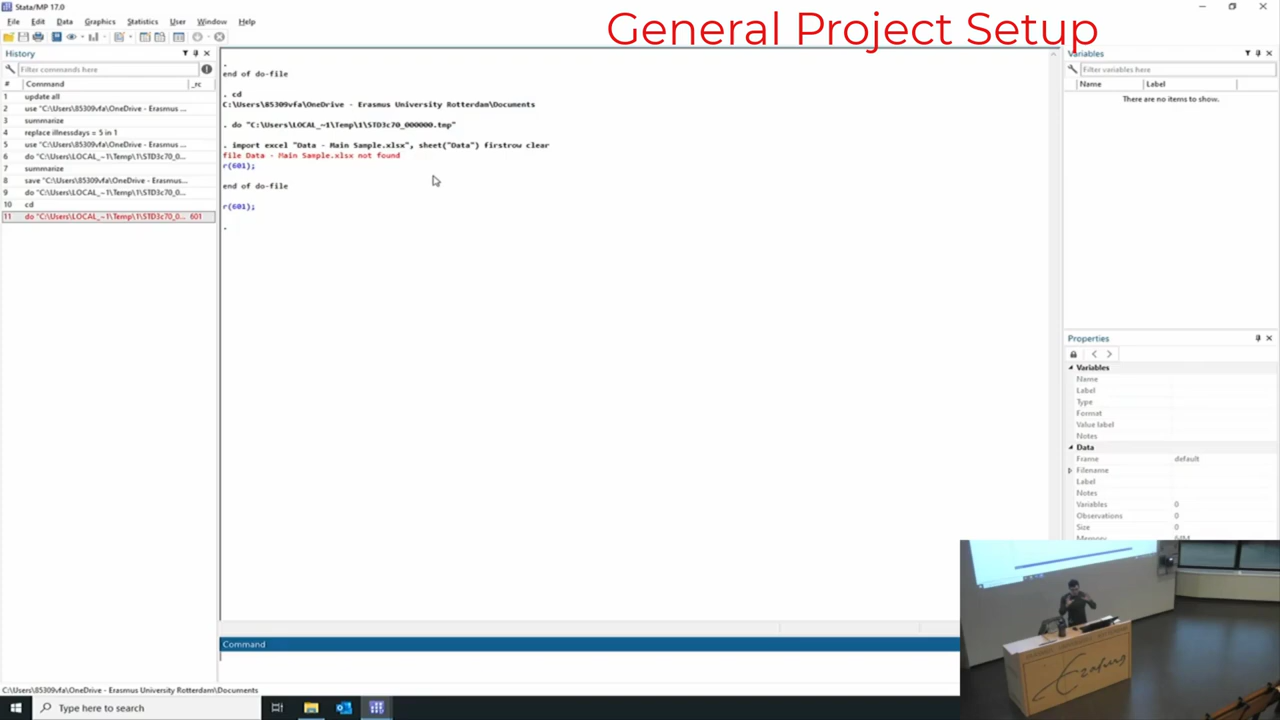 Stata/MP 17.0
General Project Setup
File Edit Data Graphics Statistics User Window Help
History
Filter commands here
# Command _rc
1 update all
2 use "C:\Users\85309vfa\OneDrive - Erasmus ...
3 summarize
4 replace illnessdays = 5 in 1
5 use "C:\Users\85309vfa\OneDrive - Erasmus ...
6 do "C:\Users\LOCAL_~1\Temp\1\STD3c70_0...
7 summarize
8 save "C:\Users\85309vfa\OneDrive - Erasmus...
9 do "C:\Users\LOCAL_~1\Temp\1\STD3c70_0...
10 cd
11 do "C:\Users\LOCAL_~1\Temp\1\STD3c70_0... 601
.
end of do-file
. cd
C:\Users\85309vfa\OneDrive - Erasmus University Rotterdam\Documents
. do "C:\Users\LOCAL_~1\Temp\1\STD3c70_000000.tmp"
. import excel "Data - Main Sample.xlsx", sheet("Data") firstrow clear
file Data - Main Sample.xlsx not found
r(601);
end of do-file
r(601);
.
Command
Variables
Filter variables here
Name Label
There are no items to show.
Properties
Variables
Name
Label
Type
Format
Value label
Notes
Data
Frame default
Filename
Label
Notes
Variables 0
Observations 0
Size 0
Memory 64M
Erasmus
C:\Users\85309vfa\OneDrive - Erasmus University Rotterdam\Documents
Type here to search